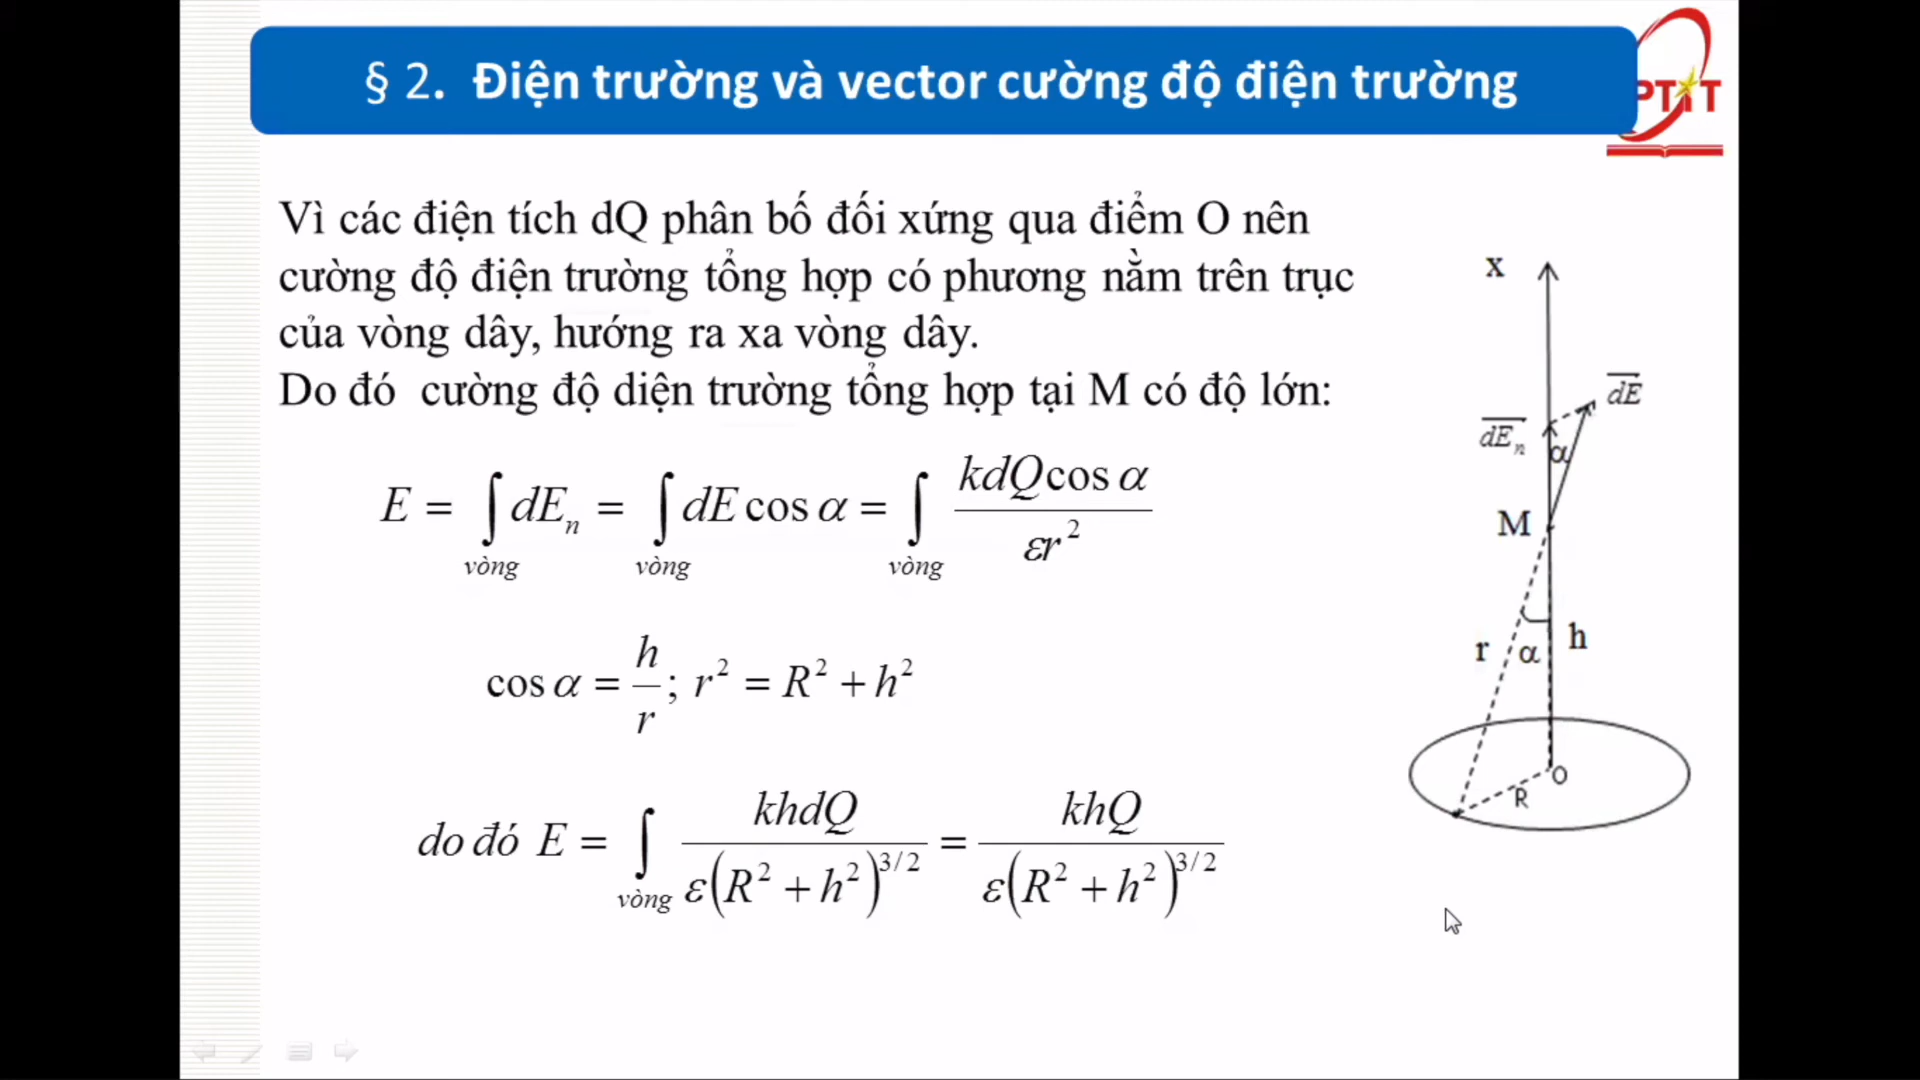 § 2. Điện trường và vector cường độ điện trường
PTIT
Vì các điện tích dQ phân bố đối xứng qua điểm O nên
cường độ điện trường tổng hợp có phương nằm trên trục
của vòng dây, hướng ra xa vòng dây.
Do đó cường độ diện trường tổng hợp tại M có độ lớn:
E = ∫_{vòng} dE_n = ∫_{vòng} dE cos α = ∫_{vòng} kdQcos α / εr²
cos α = h/r; r² = R² + h²
do đó E = ∫_{vòng} khdQ / ε(R² + h²)^{3/2} = khQ / ε(R² + h²)^{3/2}
x
dE
dE_n
α
M
r
α
h
O
R